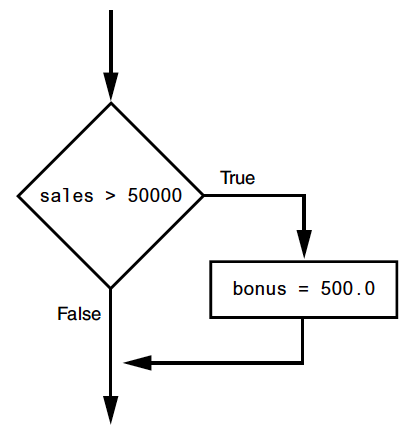 True
sales > 50000
bonus = 500.0
False